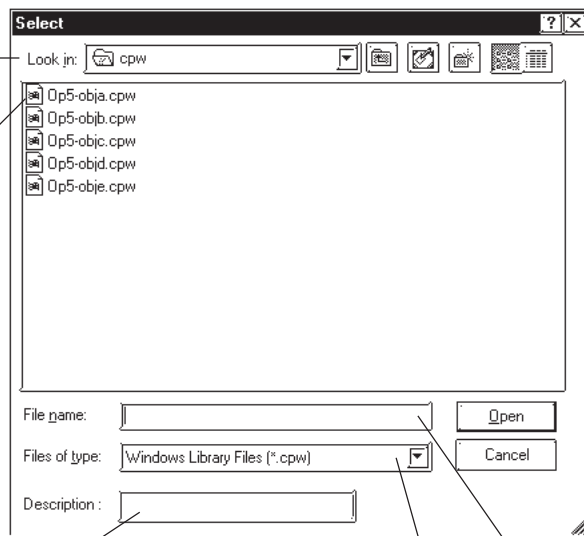 Select
Look in: cpw
Op5-obja.cpw
Op5-objb.cpw
Op5-objc.cpw
Op5-objd.cpw
Op5-obje.cpw
File name: Open
Files of type: Windows Library Files (*.cpw) Cancel
Description :